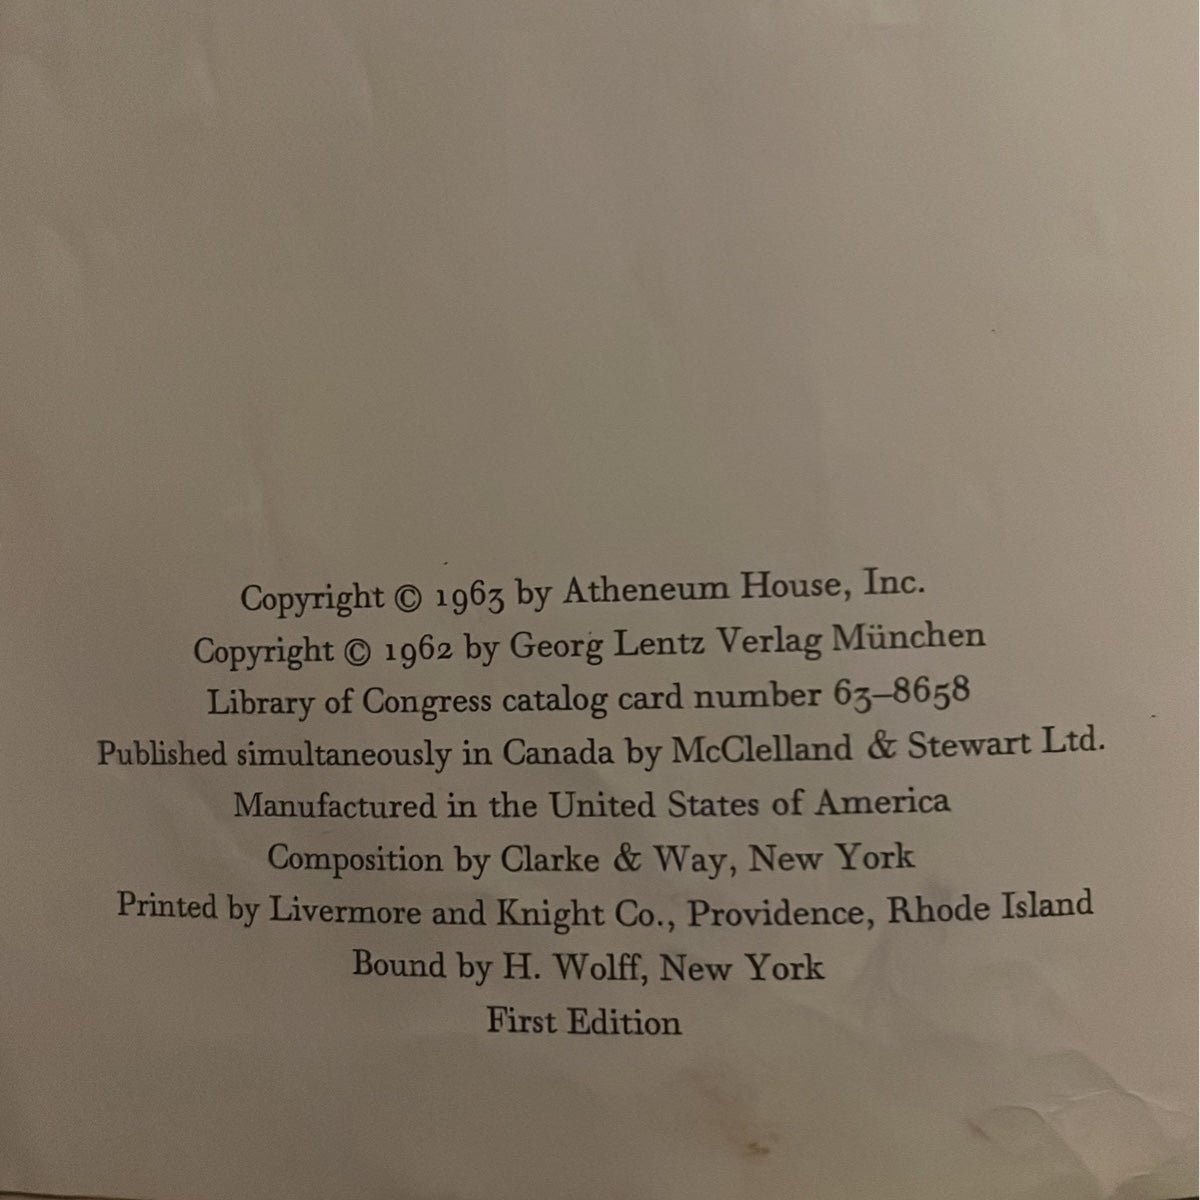 Copyright © 1963 by Atheneum House, Inc.
Copyright © 1962 by Georg Lentz Verlag München
Library of Congress catalog card number 63–8658
Published simultaneously in Canada by McClelland & Stewart Ltd.
Manufactured in the United States of America
Composition by Clarke & Way, New York
Printed by Livermore and Knight Co., Providence, Rhode Island
Bound by H. Wolff, New York
First Edition